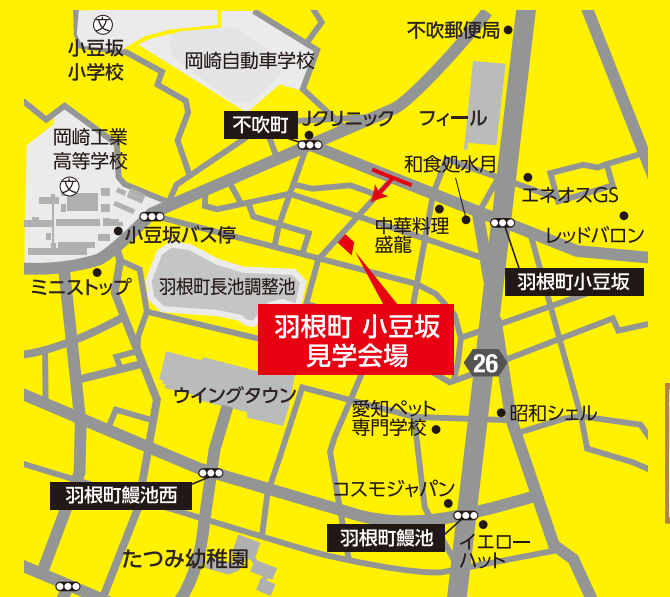 文
小豆坂
小学校
岡崎自動車学校
不吹郵便局
不吹町
Jクリニック
フィール
岡崎工業
高等学校
文
和食処水月
エネオスGS
中華料理
盛龍
レッドバロン
小豆坂バス停
ミニストップ
羽根町長池調整池
羽根町小豆坂
羽根町 小豆坂
見学会場
26
ウイングタウン
愛知ペット
専門学校
昭和シェル
羽根町鰻池西
コスモジャパン
羽根町鰻池
イエロー
ハット
たつみ幼稚園